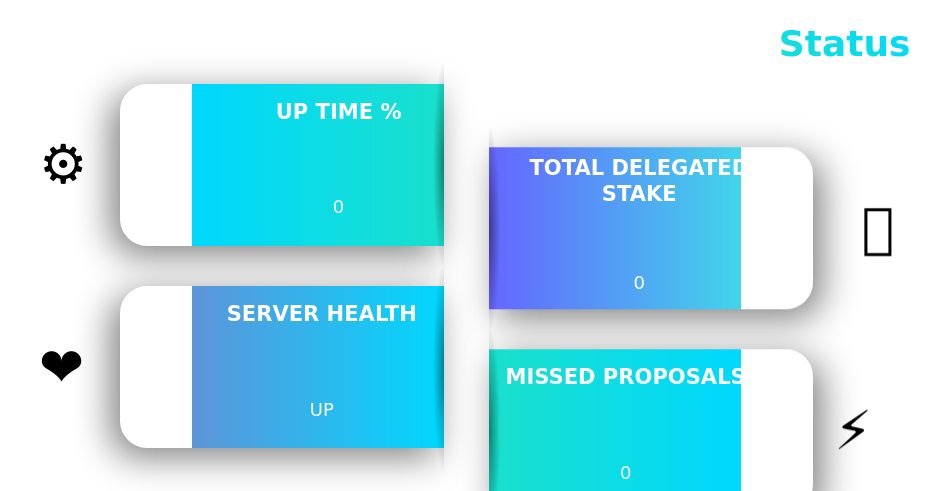 Status
UP TIME %
0
TOTAL DELEGATED
STAKE
0
SERVER HEALTH
UP
MISSED PROPOSALS
0